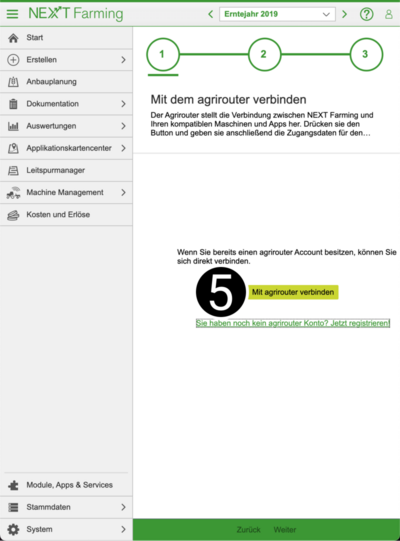 NEXT Farming
Erntejahr 2019
Start
Erstellen
Anbauplanung
Dokumentation
Auswertungen
Applikationskartencenter
Leitspurmanager
Machine Management
Kosten und Erlöse
Module, Apps & Services
Stammdaten
System
1 2 3
Mit dem agrirouter verbinden
Der Agrirouter stellt die Verbindung zwischen NEXT Farming und
Ihren kompatiblen Maschinen und Apps her. Drücken sie den
Button und geben sie anschließend die Zugangsdaten für den…
Wenn Sie bereits einen agrirouter Account besitzen, können Sie
sich direkt verbinden.
5 Mit agrirouter verbinden
Sie haben noch kein agrirouter Konto? Jetzt registrieren!
Zurück Weiter